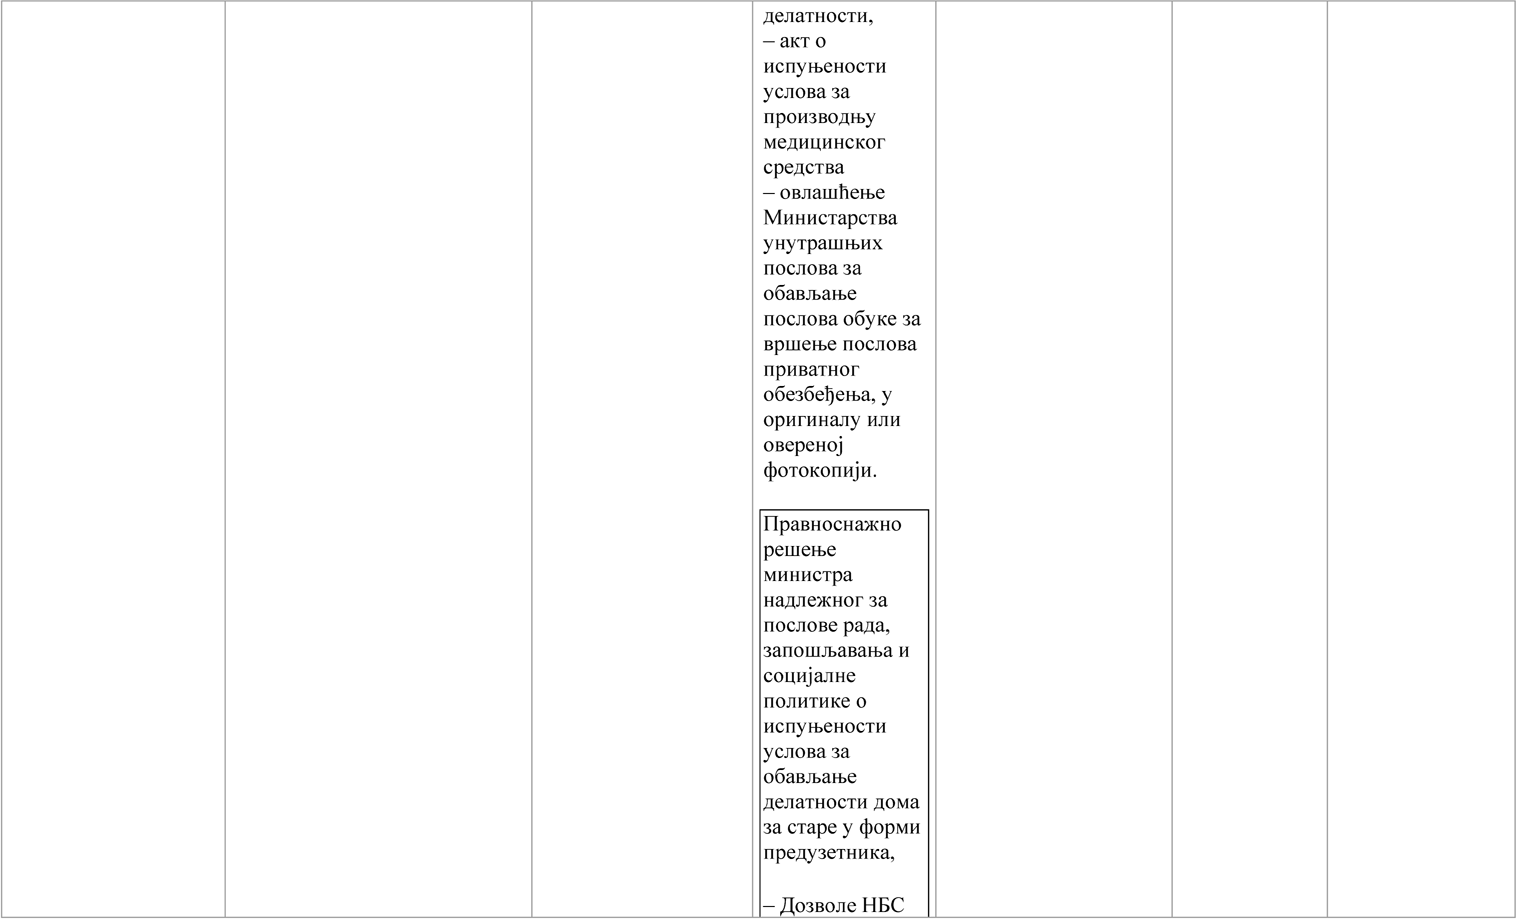 делатности,
– акт о
испуњености
услова за
производњу
медицинског
средства
– овлашћење
Министарства
унутрашњих
послова за
обављање
послова обуке за
вршење послова
приватног
обезбеђења, у
оригиналу или
овереној
фотокопији.
Правноснажно
решење
министра
надлежног за
послове рада,
запошљавања и
социјалне
политике о
испуњености
услова за
обављање
делатности дома
за старе у форми
предузетника,
– Дозволе НБС